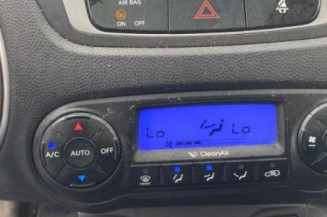 AIR BAG
ON OFF
Lo Lo
CleanAir
A/C AUTO OFF